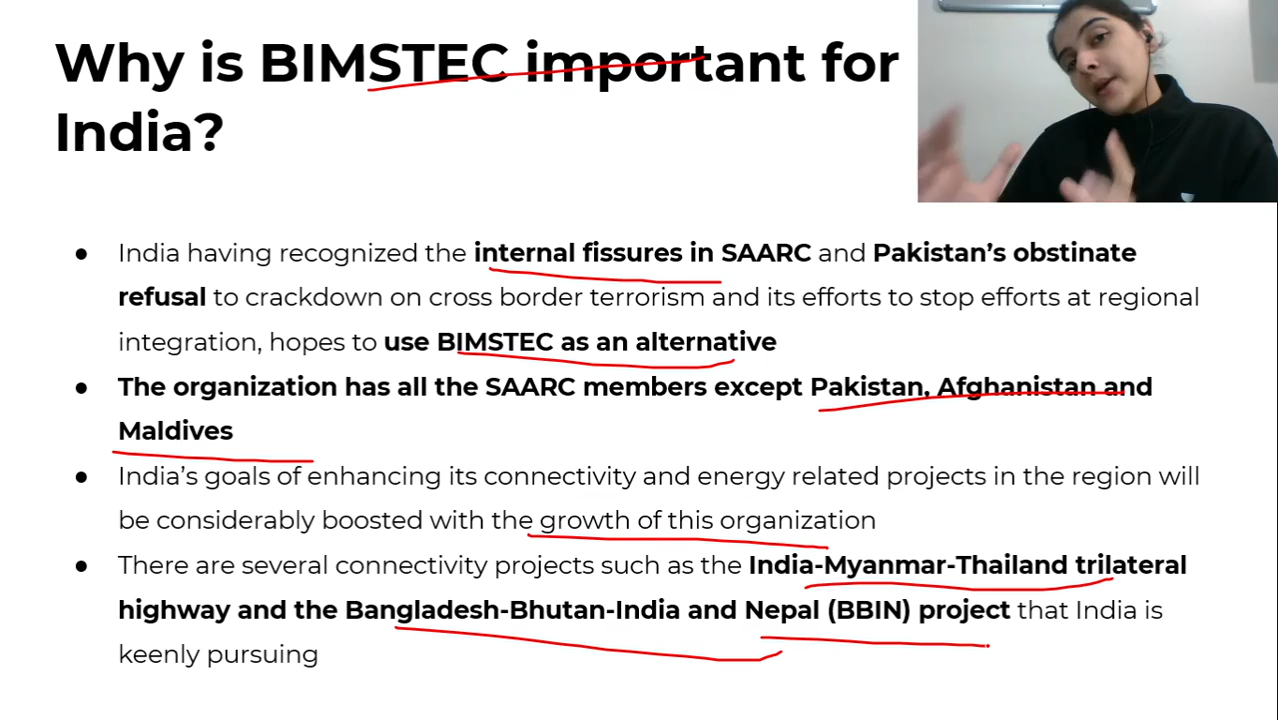 Why is BIMSTEC important for
India?
● India having recognized the internal fissures in SAARC and Pakistan’s obstinate
refusal to crackdown on cross border terrorism and its efforts to stop efforts at regional
integration, hopes to use BIMSTEC as an alternative
● The organization has all the SAARC members except Pakistan, Afghanistan and
Maldives
● India’s goals of enhancing its connectivity and energy related projects in the region will
be considerably boosted with the growth of this organization
● There are several connectivity projects such as the India-Myanmar-Thailand trilateral
highway and the Bangladesh-Bhutan-India and Nepal (BBIN) project that India is
keenly pursuing